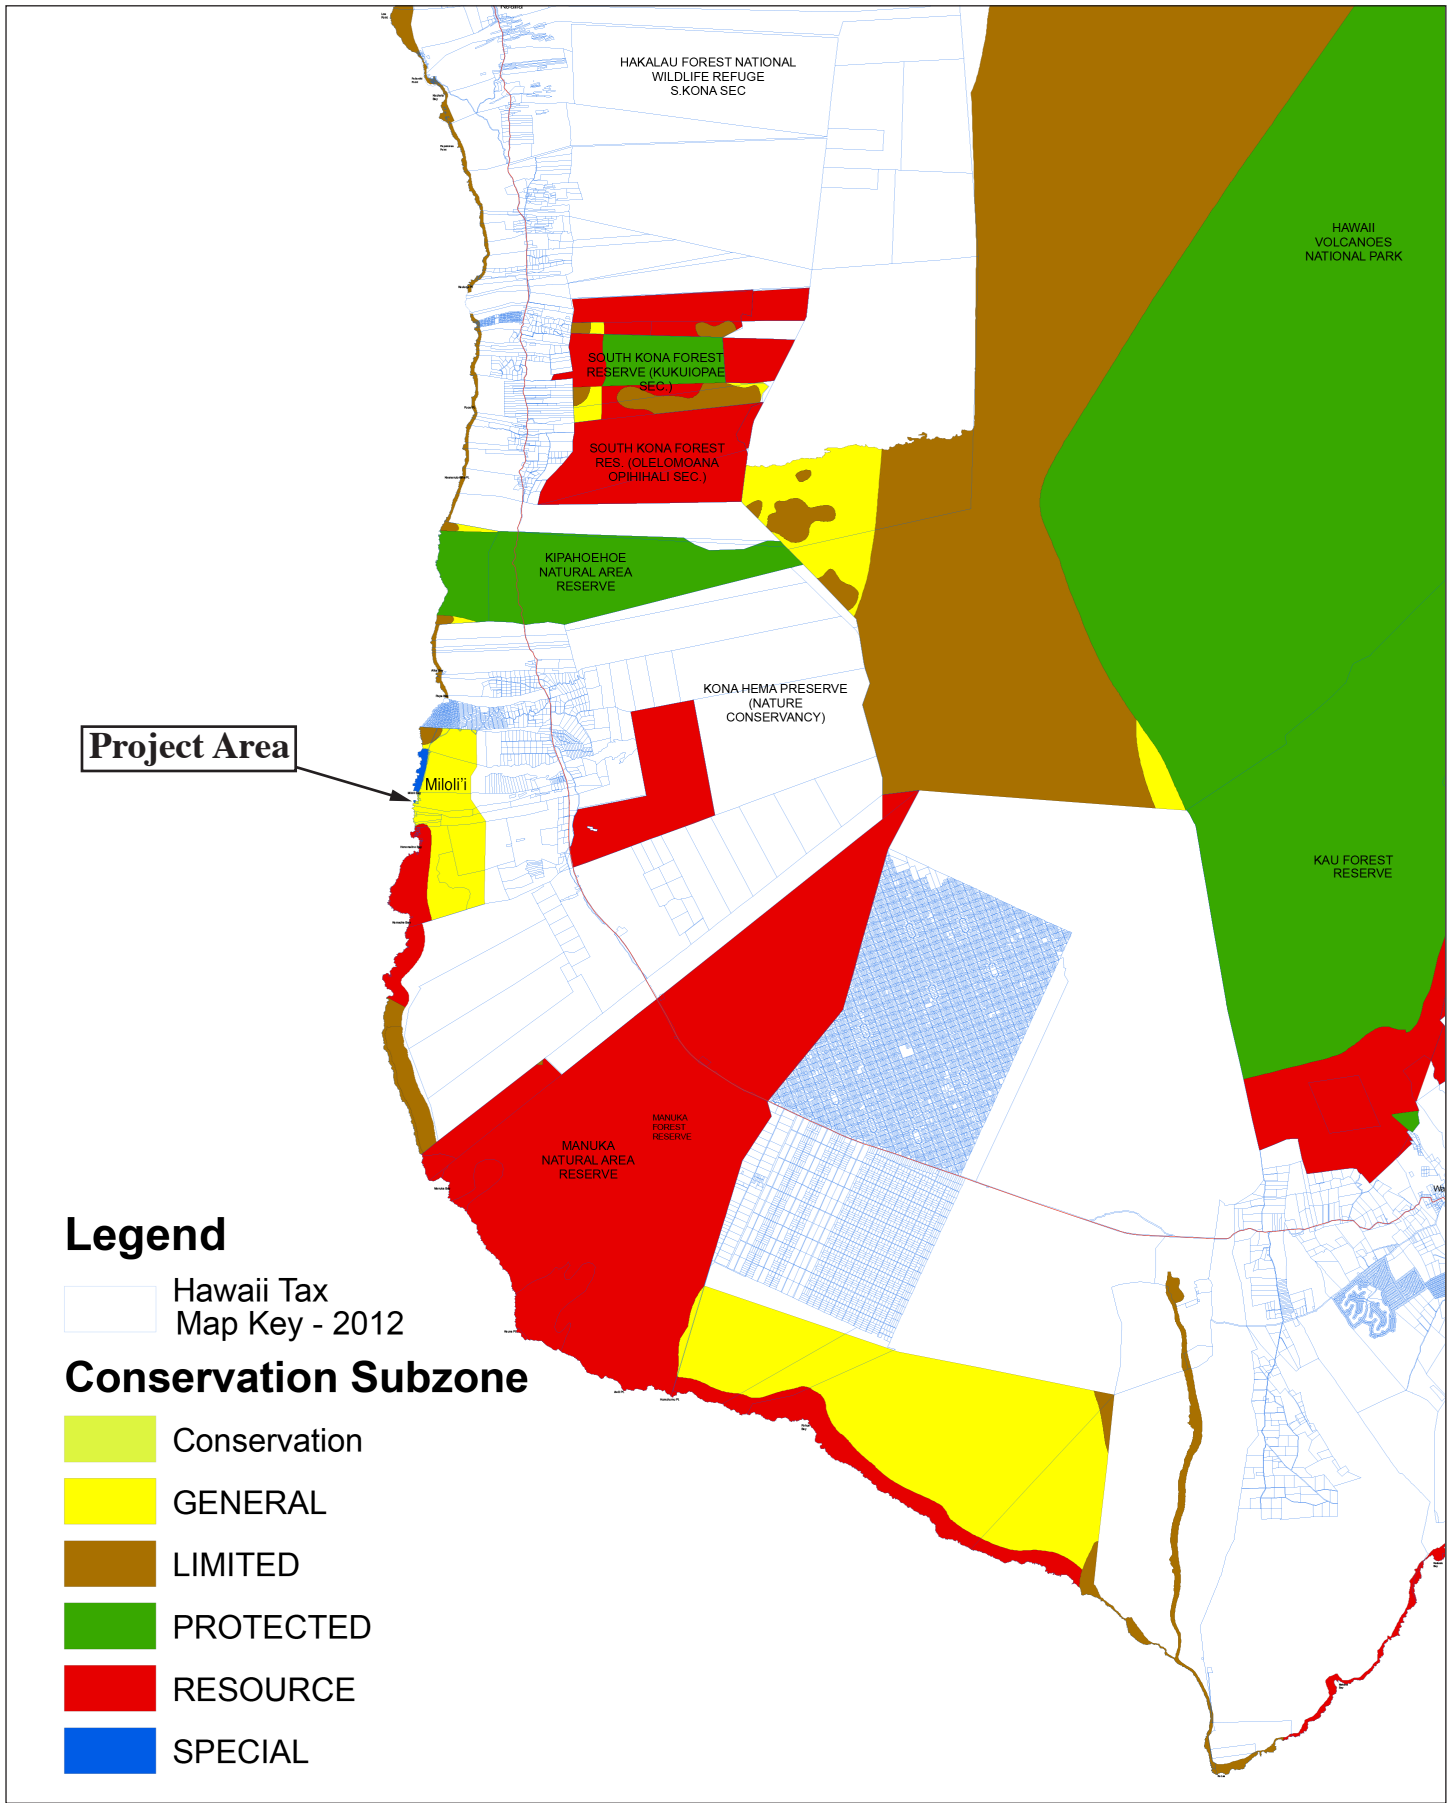 HAKALAU FOREST NATIONAL
WILDLIFE REFUGE
S.KONA SEC
HAWAII
VOLCANOES
NATIONAL PARK
SOUTH KONA FOREST
RESERVE (KUKUIOPAE
SEC.)
SOUTH KONA FOREST
RES. (OLELOMOANA
OPIHIHALI SEC.)
KIPAHOEHOE
NATURAL AREA
RESERVE
KONA HEMA PRESERVE
(NATURE
CONSERVANCY)
Project Area
Miloli'i
KAU FOREST
RESERVE
MANUKA
FOREST
RESERVE
MANUKA
NATURAL AREA
RESERVE
Legend
Hawaii Tax
Map Key - 2012
Conservation Subzone
Conservation
GENERAL
LIMITED
PROTECTED
RESOURCE
SPECIAL